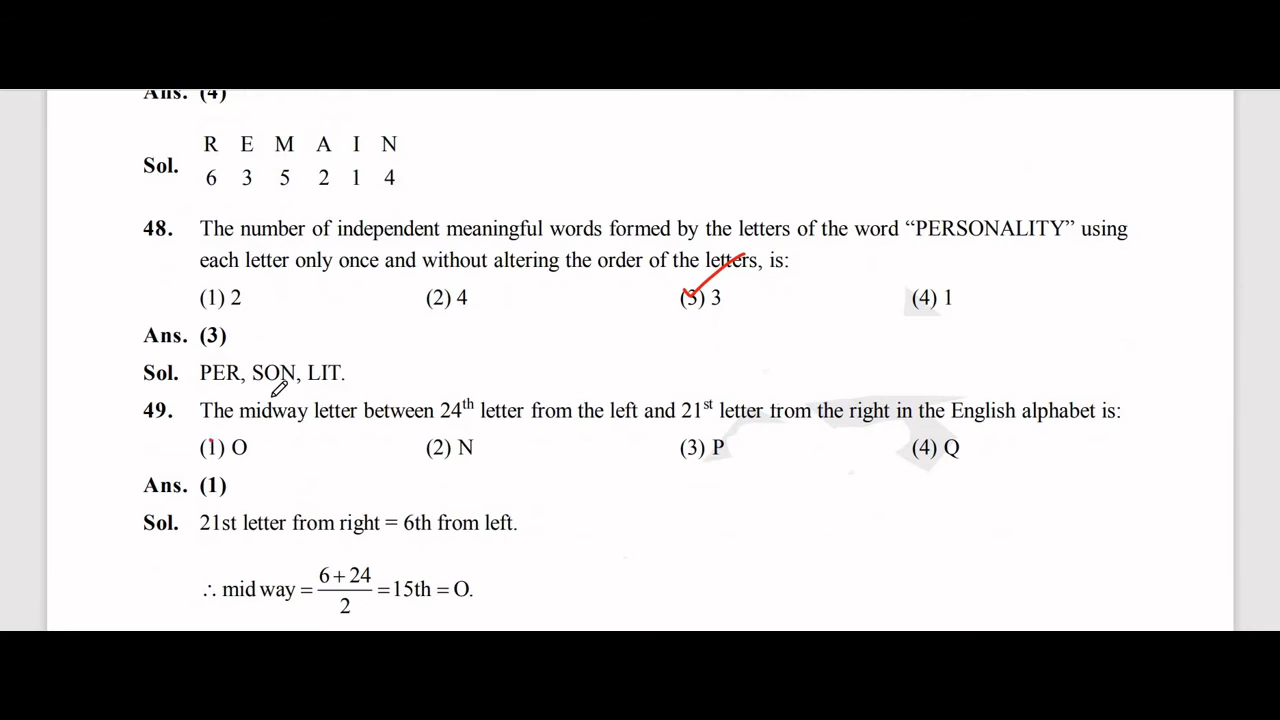 Ans. (4)
R E M A I N
Sol.
6 3 5 2 1 4
48. The number of independent meaningful words formed by the letters of the word “PERSONALITY” using
each letter only once and without altering the order of the letters, is:
(1) 2 (2) 4 (3) 3 (4) 1
Ans. (3)
Sol. PER, SON, LIT.
49. The midway letter between 24th letter from the left and 21st letter from the right in the English alphabet is:
(1) O (2) N (3) P (4) Q
Ans. (1)
Sol. 21st letter from right = 6th from left.
∴ mid way = (6+24)/2 = 15th = O.